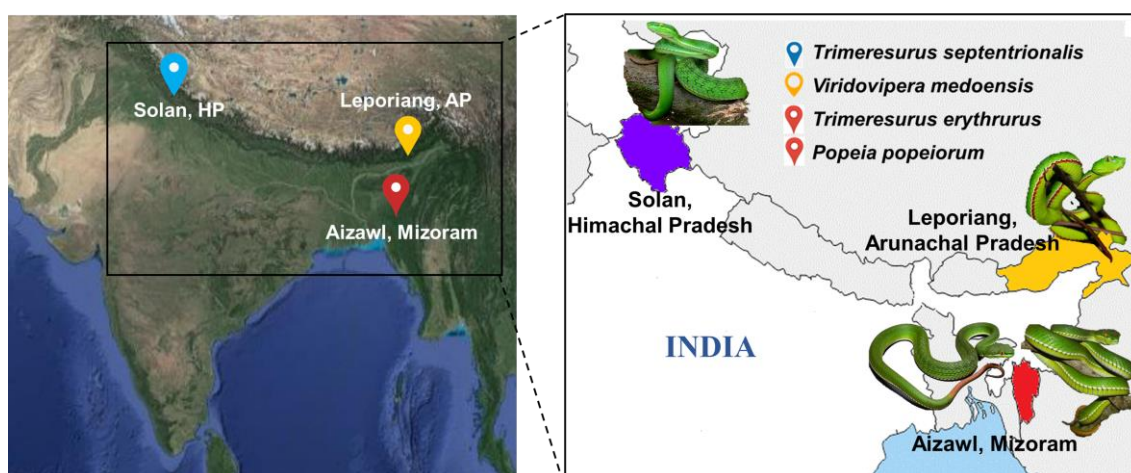 Solan, HP
Leporiang, AP
Aizawl, Mizoram
Trimeresurus septentrionalis
Viridovipera medoensis
Trimeresurus erythrurus
Popeia popeiorum
Solan,
Himachal Pradesh
Leporiang,
Arunachal Pradesh
INDIA
Aizawl, Mizoram